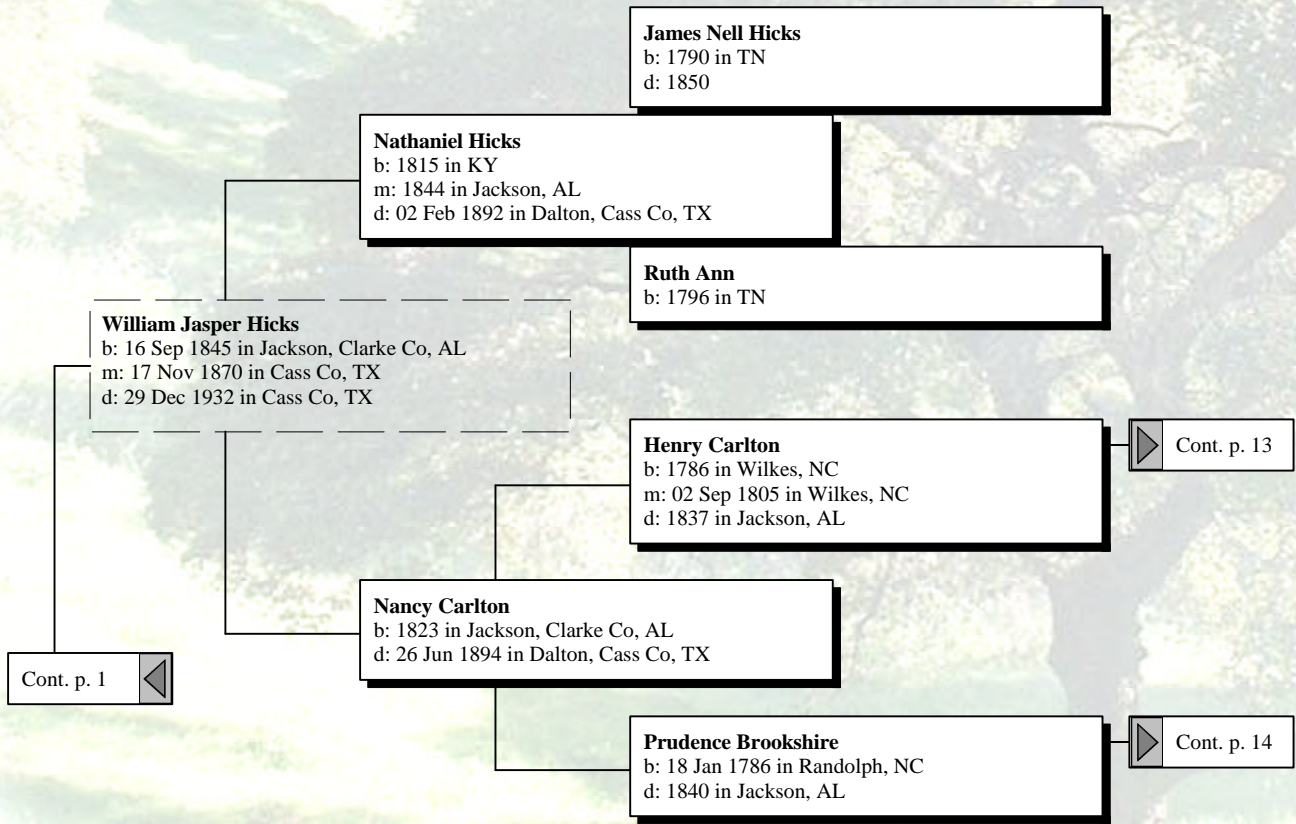 James Nell Hicks
b: 1790 in TN
d: 1850
Nathaniel Hicks
b: 1815 in KY
m: 1844 in Jackson, AL
d: 02 Feb 1892 in Dalton, Cass Co, TX
Ruth Ann
b: 1796 in TN
William Jasper Hicks
b: 16 Sep 1845 in Jackson, Clarke Co, AL
m: 17 Nov 1870 in Cass Co, TX
d: 29 Dec 1932 in Cass Co, TX
Henry Carlton
b: 1786 in Wilkes, NC
m: 02 Sep 1805 in Wilkes, NC
d: 1837 in Jackson, AL
Cont. p. 13
Nancy Carlton
b: 1823 in Jackson, Clarke Co, AL
d: 26 Jun 1894 in Dalton, Cass Co, TX
Cont. p. 1
Prudence Brookshire
b: 18 Jan 1786 in Randolph, NC
d: 1840 in Jackson, AL
Cont. p. 14